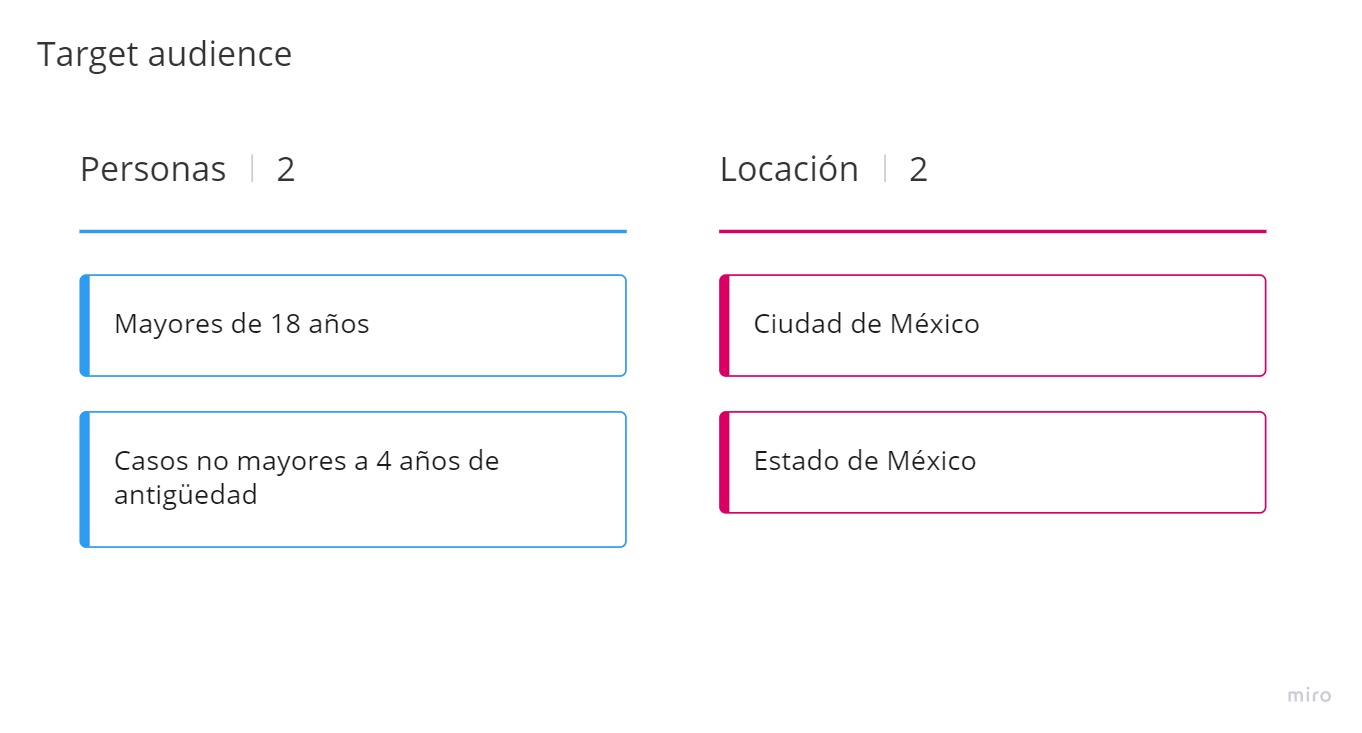 Target audience
Personas | 2
Mayores de 18 años
Casos no mayores a 4 años de
antigüedad
Locación | 2
Ciudad de México
Estado de México
miro